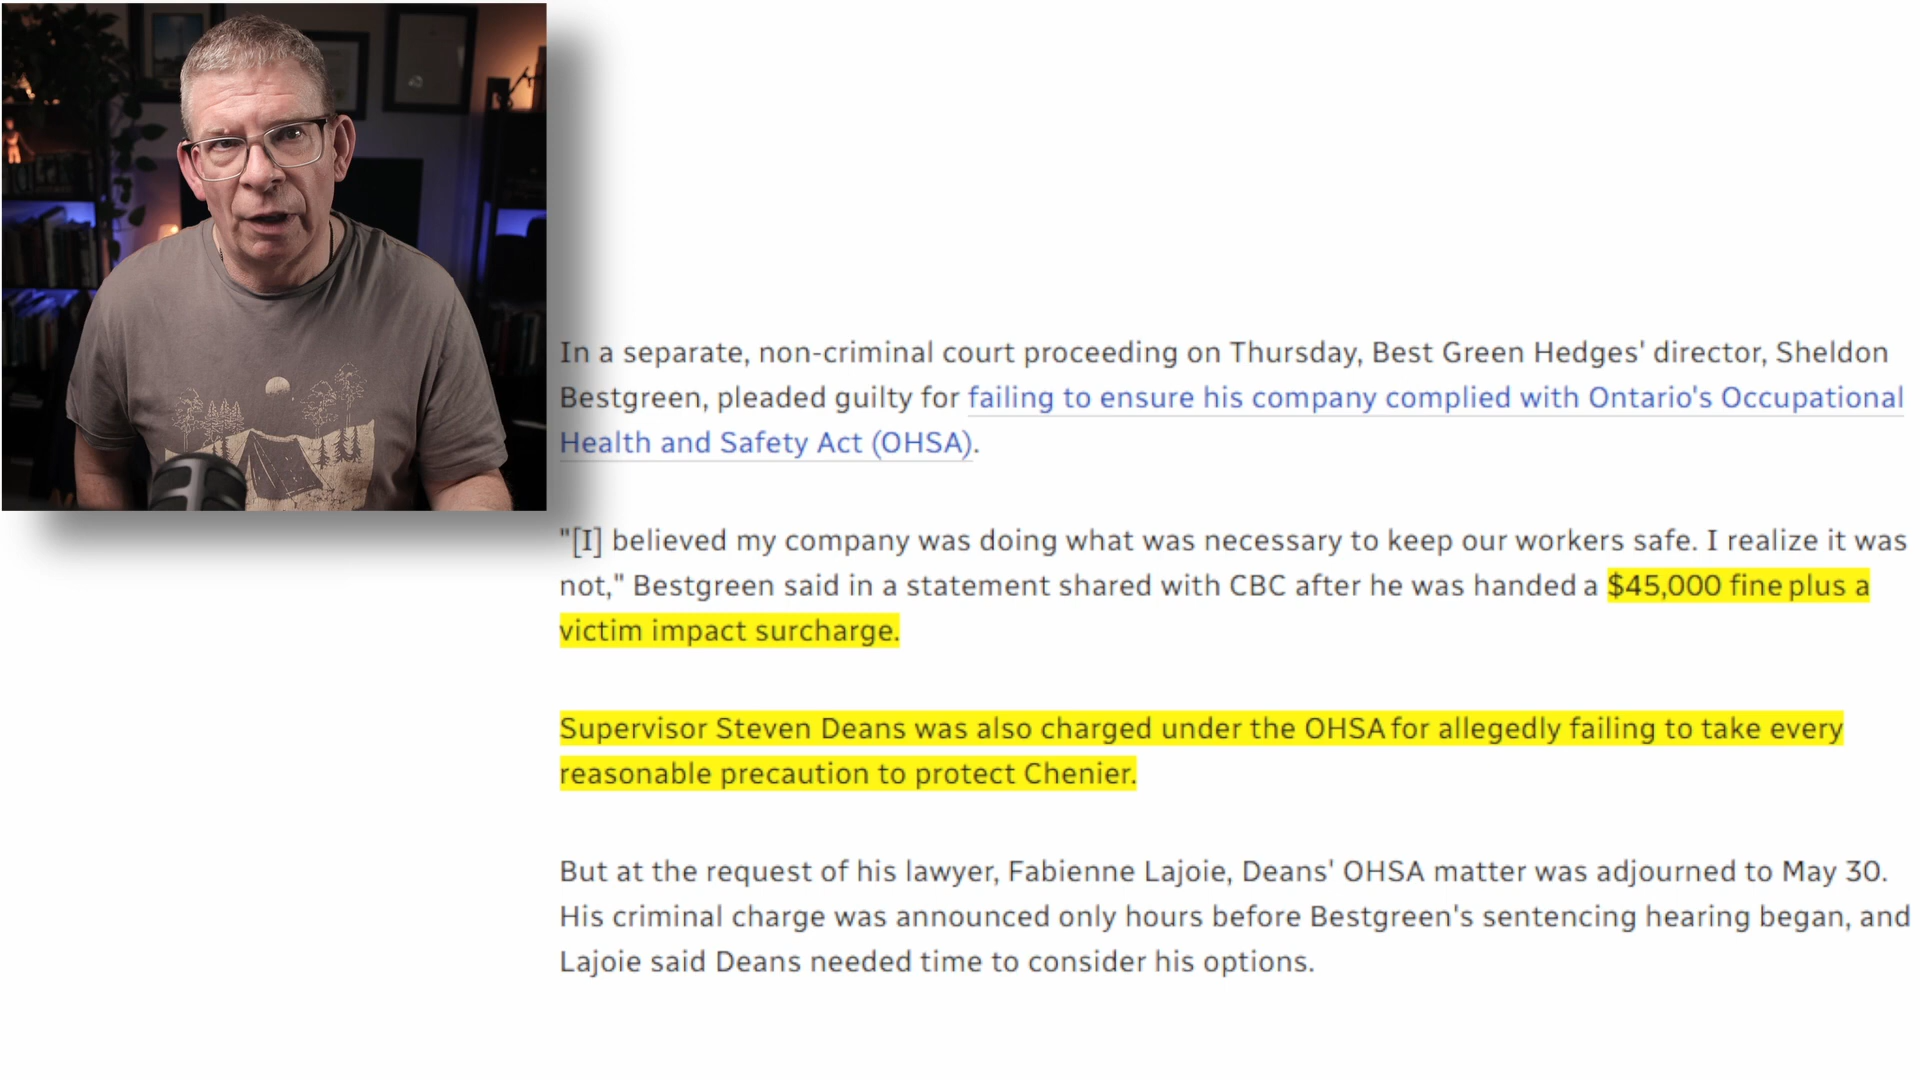 In a separate, non-criminal court proceeding on Thursday, Best Green Hedges' director, Sheldon
Bestgreen, pleaded guilty for failing to ensure his company complied with Ontario's Occupational
Health and Safety Act (OHSA).
"[I] believed my company was doing what was necessary to keep our workers safe. I realize it was
not," Bestgreen said in a statement shared with CBC after he was handed a $45,000 fine plus a
victim impact surcharge.
Supervisor Steven Deans was also charged under the OHSA for allegedly failing to take every
reasonable precaution to protect Chenier.
But at the request of his lawyer, Fabienne Lajoie, Deans' OHSA matter was adjourned to May 30.
His criminal charge was announced only hours before Bestgreen's sentencing hearing began, and
Lajoie said Deans needed time to consider his options.